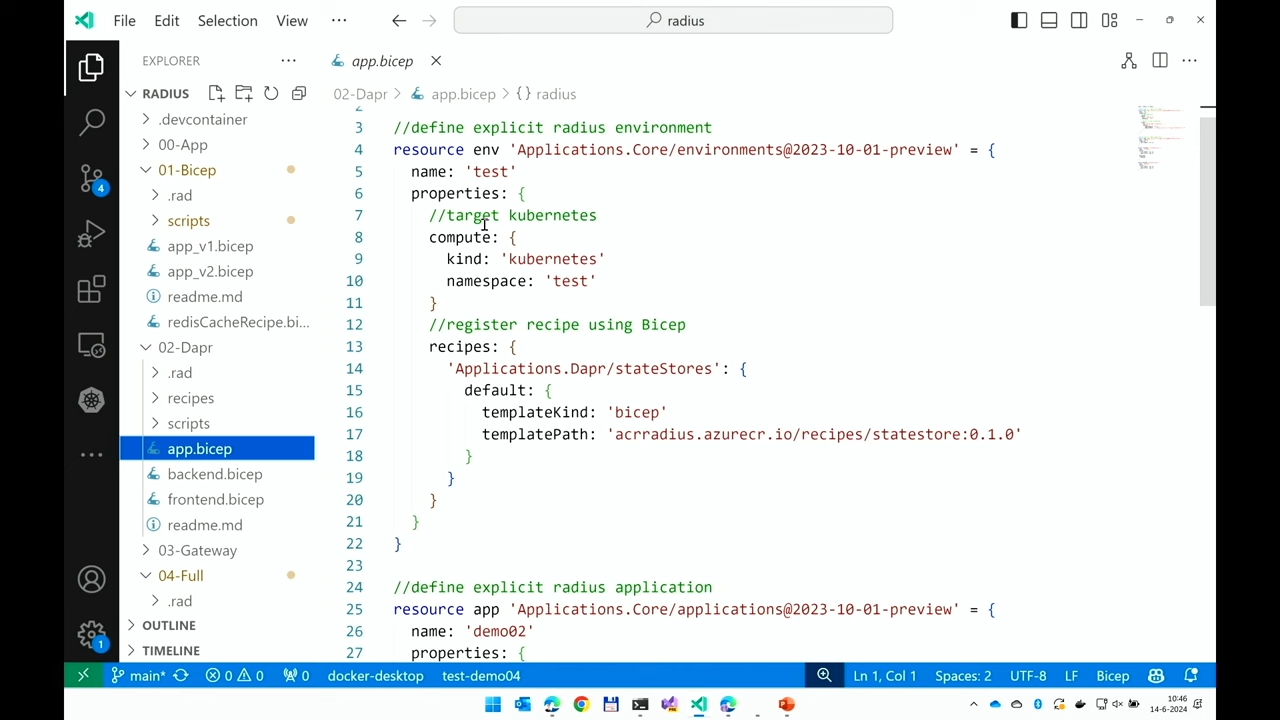 File Edit Selection View ··· radius
EXPLORER ···
app.bicep
RADIUS
02-Dapr > app.bicep > {} radius
.devcontainer
00-App
01-Bicep
.rad
scripts
app_v1.bicep
app_v2.bicep
readme.md
redisCacheRecipe.bi...
02-Dapr
.rad
recipes
scripts
app.bicep
backend.bicep
frontend.bicep
readme.md
03-Gateway
04-Full
.rad
OUTLINE
TIMELINE
2
3 //define explicit radius environment
4 resource env 'Applications.Core/environments@2023-10-01-preview' = {
5 name: 'test'
6 properties: {
7 //target kubernetes
8 compute: {
9 kind: 'kubernetes'
10 namespace: 'test'
11 }
12 //register recipe using Bicep
13 recipes: {
14 'Applications.Dapr/stateStores': {
15 default: {
16 templateKind: 'bicep'
17 templatePath: 'acrradius.azurecr.io/recipes/statestore:0.1.0'
18 }
19 }
20 }
21 }
22 }
23
24 //define explicit radius application
25 resource app 'Applications.Core/applications@2023-10-01-preview' = {
26 name: 'demo02'
27 properties: {
4
1
main* 0 0 0 docker-desktop test-demo04 Ln 1, Col 1 Spaces: 2 UTF-8 LF Bicep
10:46
14-6-2024